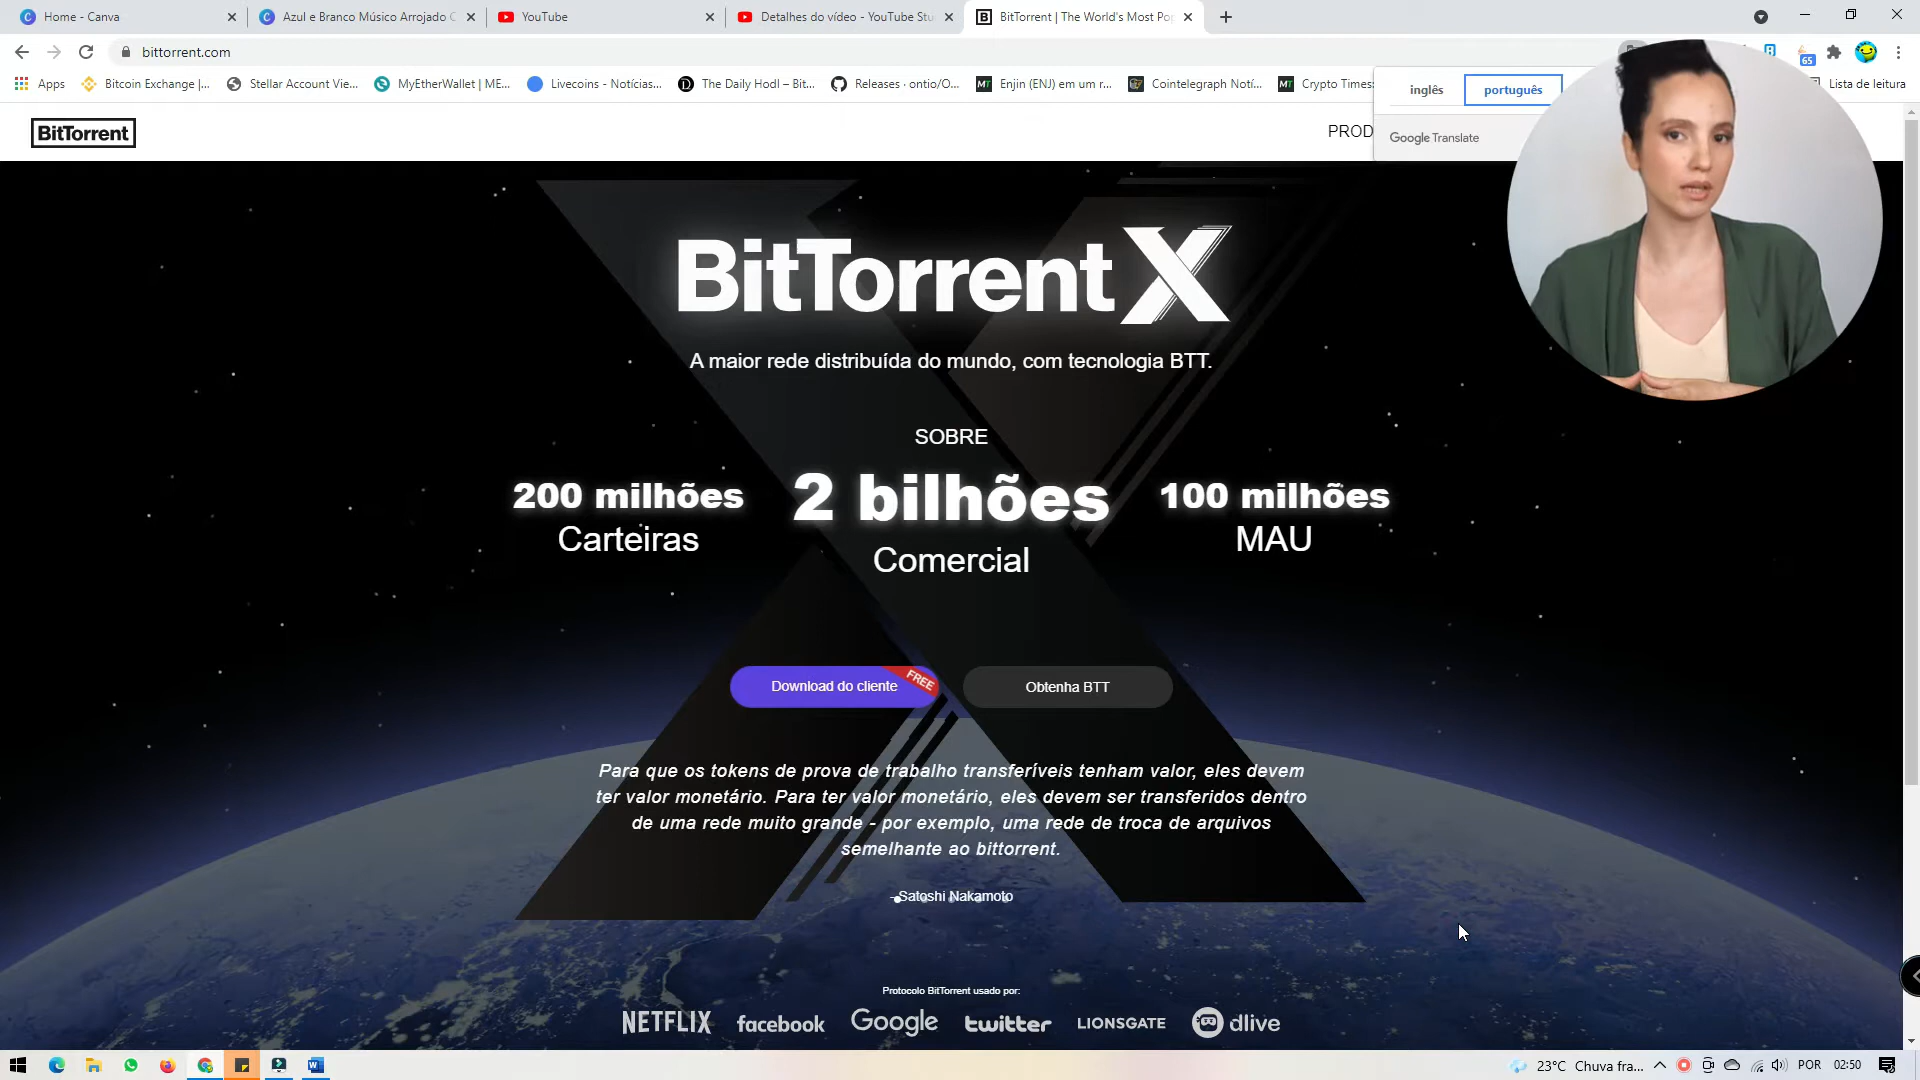 Home - Canva
Azul e Branco Músico Arrojado C
YouTube
Detalhes do vídeo - YouTube Stu
BitTorrent | The World's Most Po
bittorrent.com
65
Apps
Bitcoin Exchange |...
Stellar Account Vie...
MyEtherWallet | ME...
Livecoins - Notícias...
The Daily Hodl – Bit...
Releases · ontio/O...
Enjin (ENJ) em um r...
Cointelegraph Notí...
Crypto Times
Lista de leitura
inglês
português
Google Translate
BitTorrent
PROD
BitTorrent X
A maior rede distribuída do mundo, com tecnologia BTT.
SOBRE
200 milhões
Carteiras
2 bilhões
Comercial
100 milhões
MAU
Download do cliente
FREE
Obtenha BTT
Para que os tokens de prova de trabalho transferíveis tenham valor, eles devem
ter valor monetário. Para ter valor monetário, eles devem ser transferidos dentro
de uma rede muito grande - por exemplo, uma rede de troca de arquivos
semelhante ao bittorrent.
–Satoshi Nakamoto
Protocolo BitTorrent usado por:
NETFLIX
facebook
Google
twitter
LIONSGATE
dlive
23°C Chuva fra...
POR
02:50